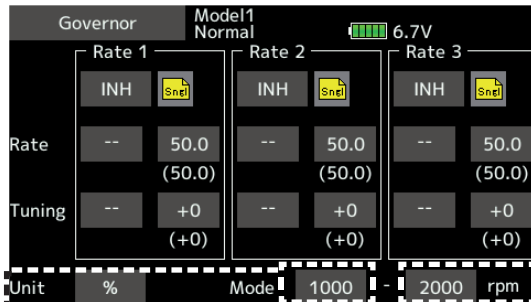 Governor Model1 Normal 6.7V
Rate 1 Rate 2 Rate 3
INH Sngl INH Sngl INH Sngl
Rate -- 50.0 -- 50.0 -- 50.0
(50.0) (50.0) (50.0)
Tuning -- +0 -- +0 -- +0
(+0) (+0) (+0)
Unit % Mode 1000 - 2000 rpm